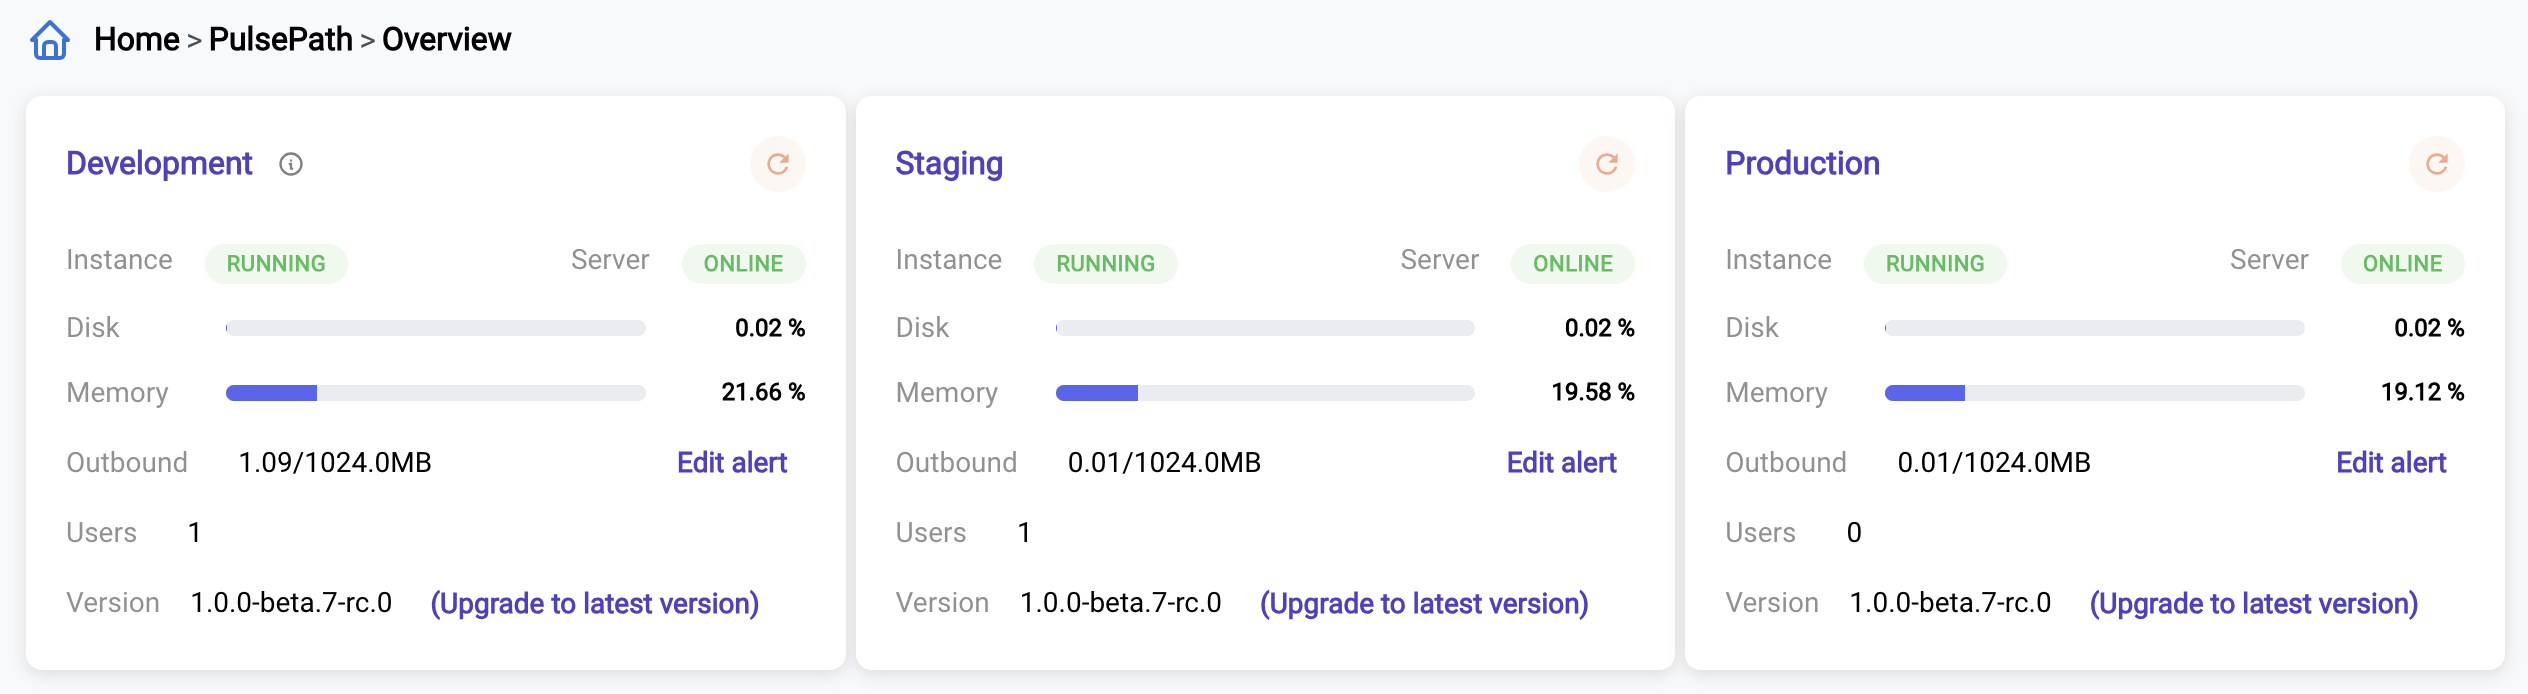 Home > PulsePath > Overview
Development
Instance RUNNING Server ONLINE
Disk 0.02 %
Memory 21.66 %
Outbound 1.09/1024.0MB Edit alert
Users 1
Version 1.0.0-beta.7-rc.0 (Upgrade to latest version)
Staging
Instance RUNNING Server ONLINE
Disk 0.02 %
Memory 19.58 %
Outbound 0.01/1024.0MB Edit alert
Users 1
Version 1.0.0-beta.7-rc.0 (Upgrade to latest version)
Production
Instance RUNNING Server ONLINE
Disk 0.02 %
Memory 19.12 %
Outbound 0.01/1024.0MB Edit alert
Users 0
Version 1.0.0-beta.7-rc.0 (Upgrade to latest version)